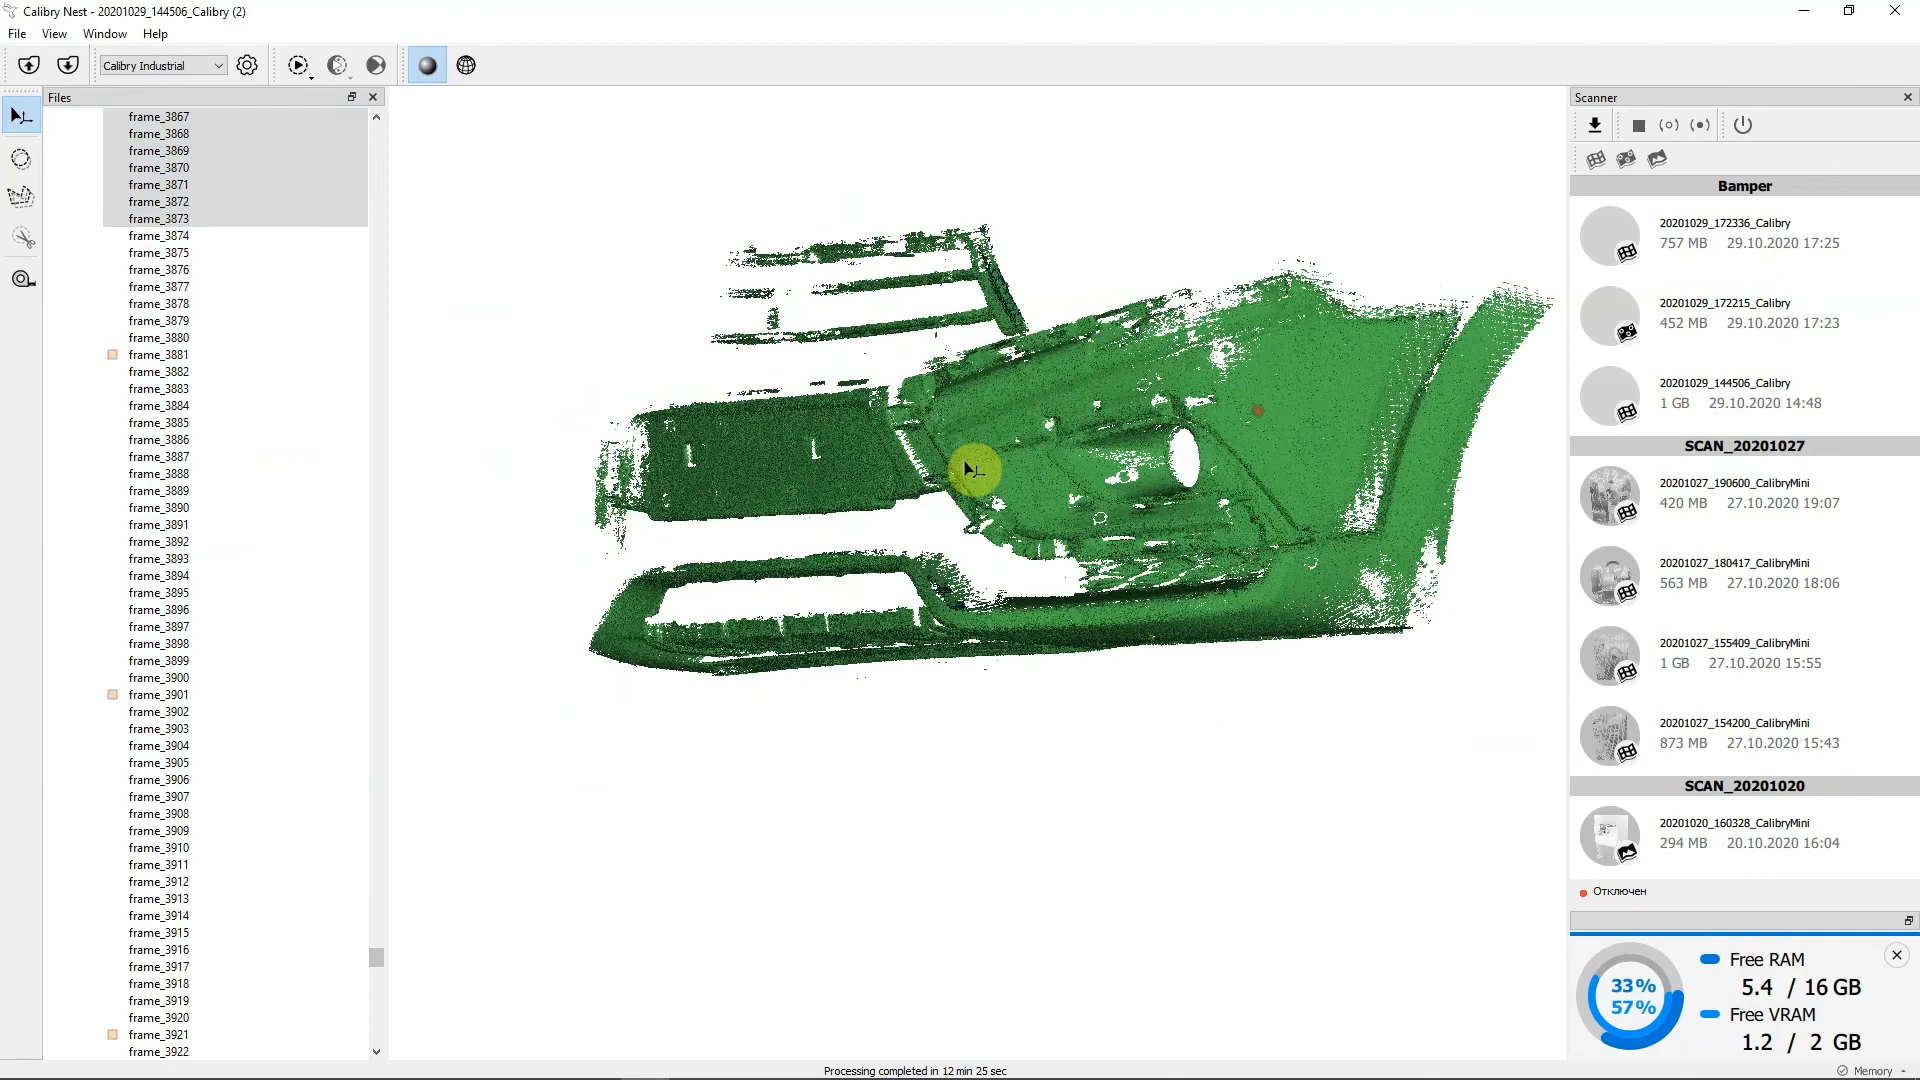 Calibry Nest - 20201029_144506_Calibry (2)
File View Window Help
Calibry Industrial
Files
frame_3867
frame_3868
frame_3869
frame_3870
frame_3871
frame_3872
frame_3873
frame_3874
frame_3875
frame_3876
frame_3877
frame_3878
frame_3879
frame_3880
frame_3881
frame_3882
frame_3883
frame_3884
frame_3885
frame_3886
frame_3887
frame_3888
frame_3889
frame_3890
frame_3891
frame_3892
frame_3893
frame_3894
frame_3895
frame_3896
frame_3897
frame_3898
frame_3899
frame_3900
frame_3901
frame_3902
frame_3903
frame_3904
frame_3905
frame_3906
frame_3907
frame_3908
frame_3909
frame_3910
frame_3911
frame_3912
frame_3913
frame_3914
frame_3915
frame_3916
frame_3917
frame_3918
frame_3919
frame_3920
frame_3921
frame_3922
Scanner
Bamper
20201029_172336_Calibry
757 MB 29.10.2020 17:25
20201029_172215_Calibry
452 MB 29.10.2020 17:23
20201029_144506_Calibry
1 GB 29.10.2020 14:48
SCAN_20201027
20201027_190600_CalibryMini
420 MB 27.10.2020 19:07
20201027_180417_CalibryMini
563 MB 27.10.2020 18:06
20201027_155409_CalibryMini
1 GB 27.10.2020 15:55
20201027_154200_CalibryMini
873 MB 27.10.2020 15:43
SCAN_20201020
20201020_160328_CalibryMini
294 MB 20.10.2020 16:04
Отключен
33%
57%
Free RAM
5.4 / 16 GB
Free VRAM
1.2 / 2 GB
Processing completed in 12 min 25 sec
Memory